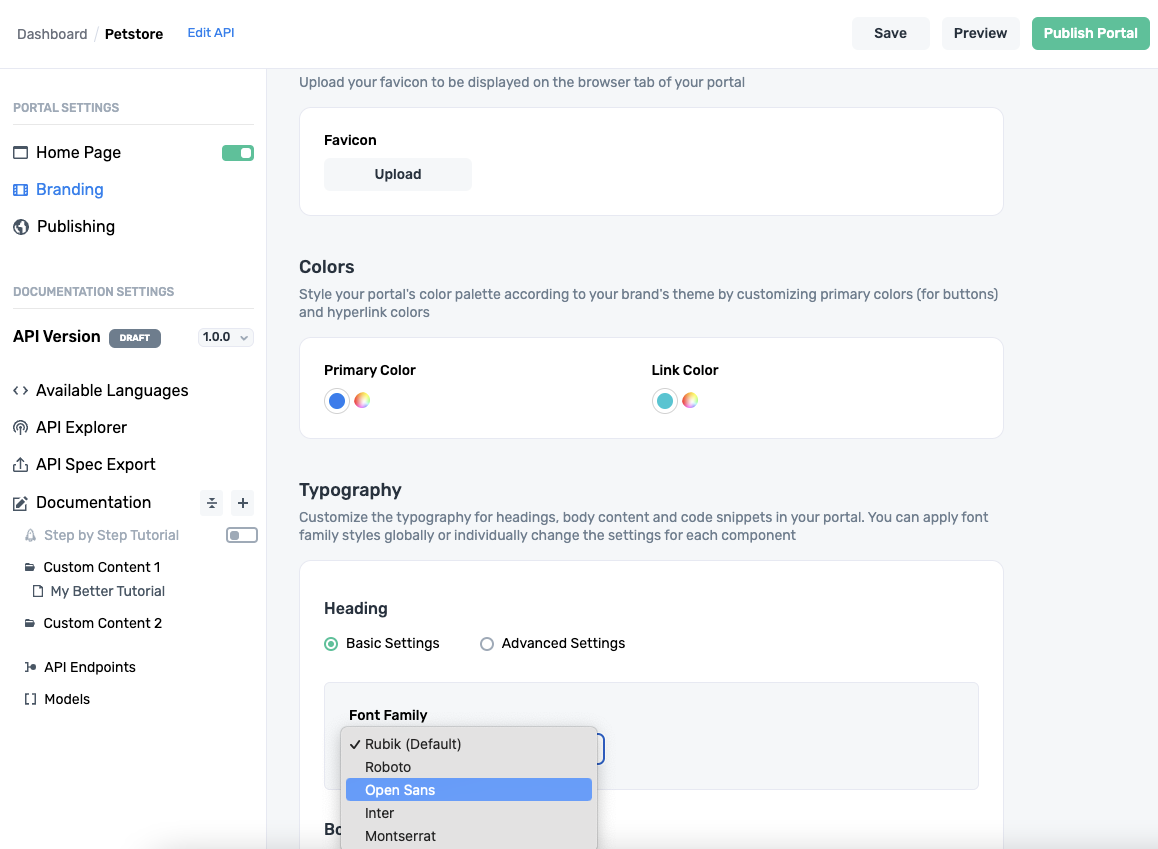 Dashboard / Petstore Edit API Save Preview Publish Portal
PORTAL SETTINGS
Home Page
Branding
Publishing
DOCUMENTATION SETTINGS
API Version DRAFT 1.0.0
Available Languages
API Explorer
API Spec Export
Documentation
Step by Step Tutorial
Custom Content 1
My Better Tutorial
Custom Content 2
API Endpoints
Models
Upload your favicon to be displayed on the browser tab of your portal
Favicon
Upload
Colors
Style your portal's color palette according to your brand's theme by customizing primary colors (for buttons)
and hyperlink colors
Primary Color Link Color
Typography
Customize the typography for headings, body content and code snippets in your portal. You can apply font
family styles globally or individually change the settings for each component
Heading
Basic Settings Advanced Settings
Font Family
✓ Rubik (Default)
Roboto
Open Sans
Inter
Montserrat